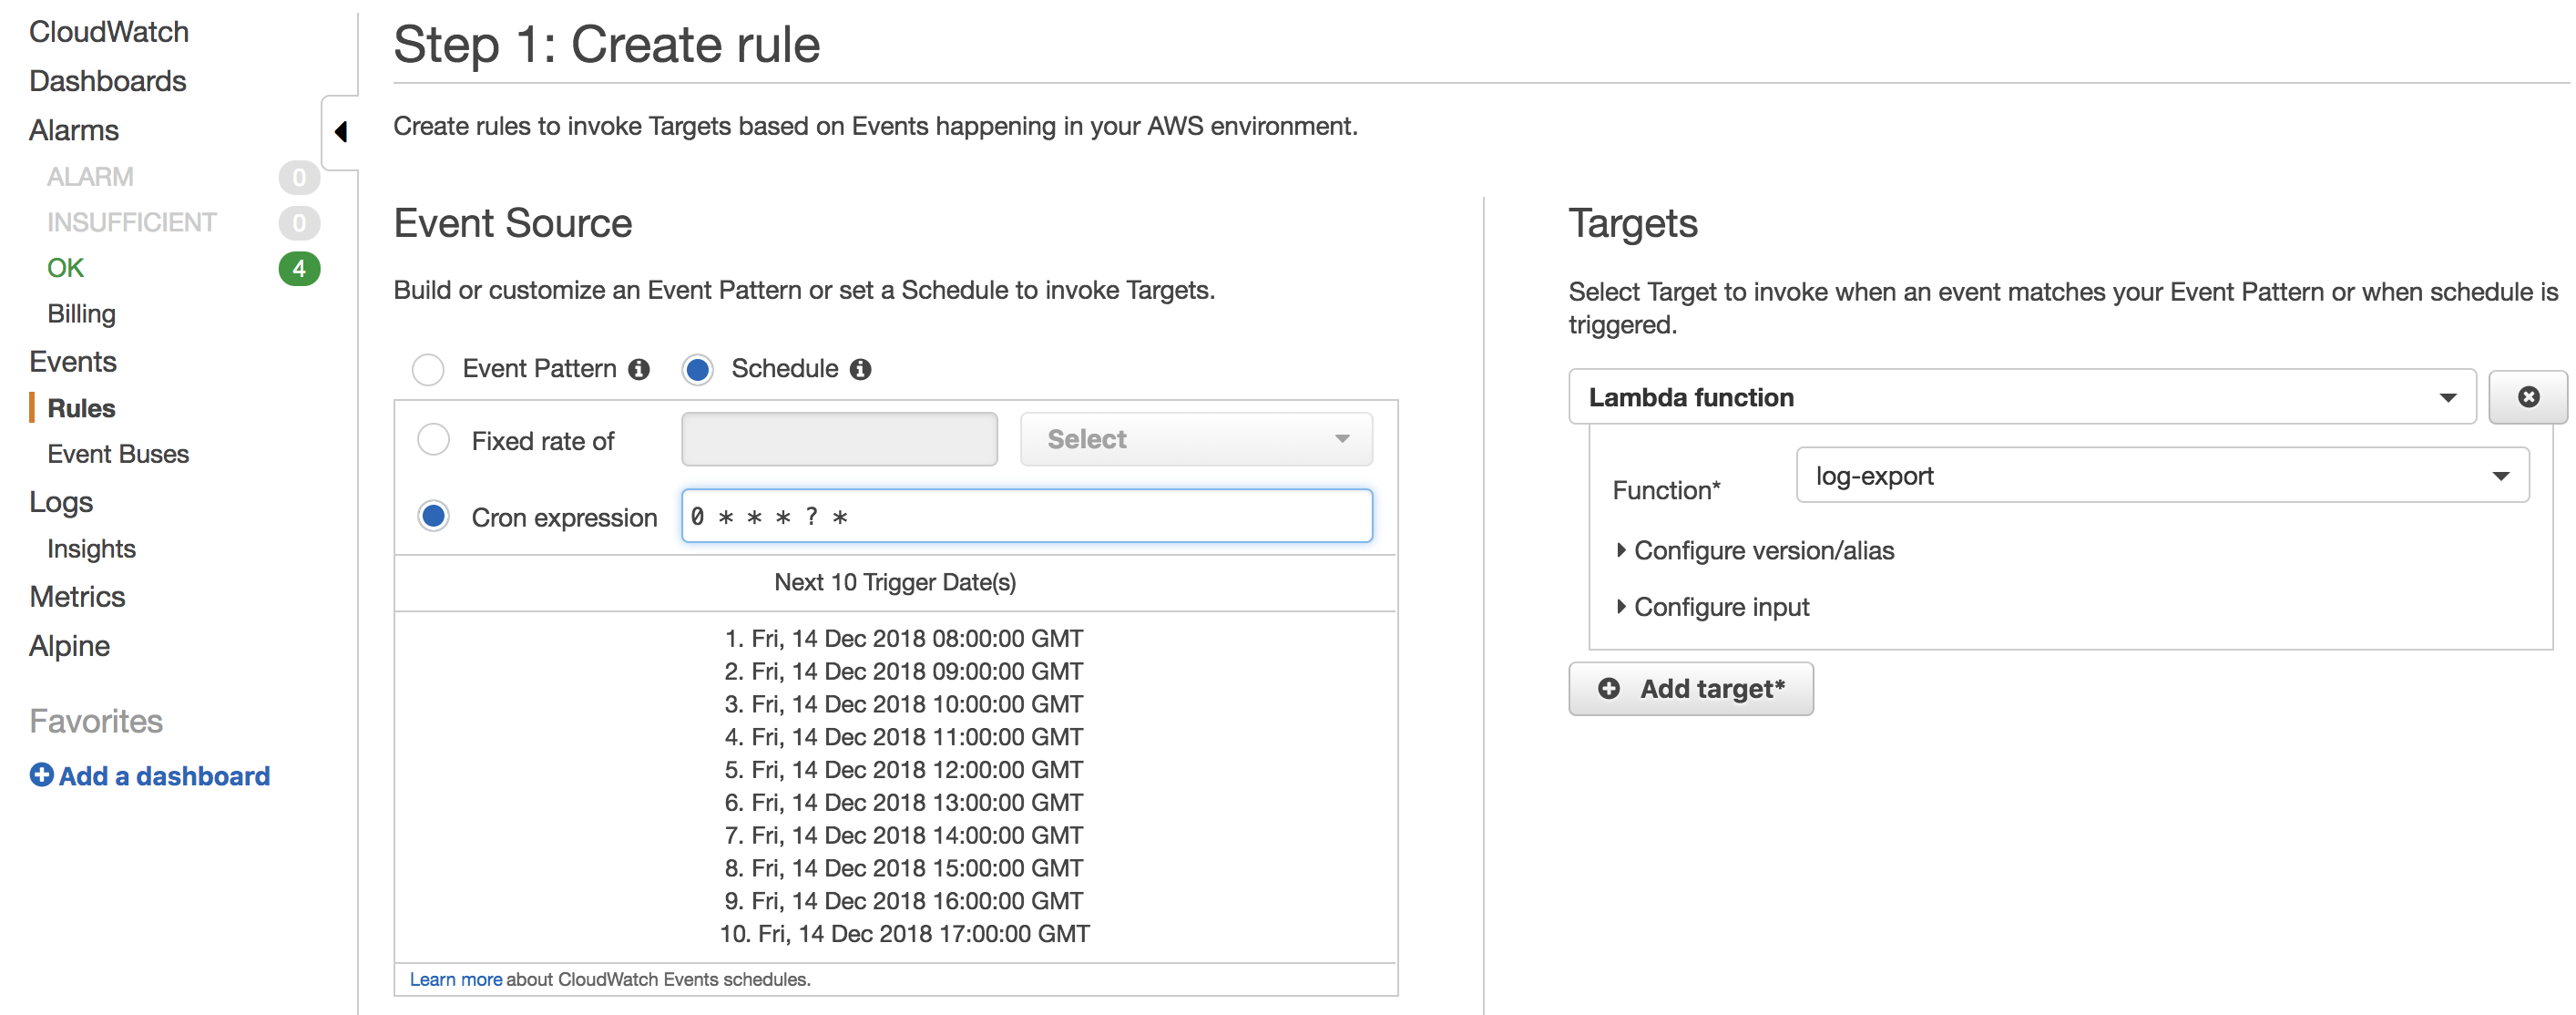 CloudWatch
Dashboards
Alarms
ALARM 0
INSUFFICIENT 0
OK 4
Billing
Events
Rules
Event Buses
Logs
Insights
Metrics
Alpine
Favorites
Add a dashboard
Step 1: Create rule
Create rules to invoke Targets based on Events happening in your AWS environment.
Event Source
Build or customize an Event Pattern or set a Schedule to invoke Targets.
Event Pattern Schedule
Fixed rate of Select
Cron expression 0 * * * ? *
Next 10 Trigger Date(s)
1. Fri, 14 Dec 2018 08:00:00 GMT
2. Fri, 14 Dec 2018 09:00:00 GMT
3. Fri, 14 Dec 2018 10:00:00 GMT
4. Fri, 14 Dec 2018 11:00:00 GMT
5. Fri, 14 Dec 2018 12:00:00 GMT
6. Fri, 14 Dec 2018 13:00:00 GMT
7. Fri, 14 Dec 2018 14:00:00 GMT
8. Fri, 14 Dec 2018 15:00:00 GMT
9. Fri, 14 Dec 2018 16:00:00 GMT
10. Fri, 14 Dec 2018 17:00:00 GMT
Learn more about CloudWatch Events schedules.
Targets
Select Target to invoke when an event matches your Event Pattern or when schedule is
triggered.
Lambda function
Function* log-export
Configure version/alias
Configure input
Add target*